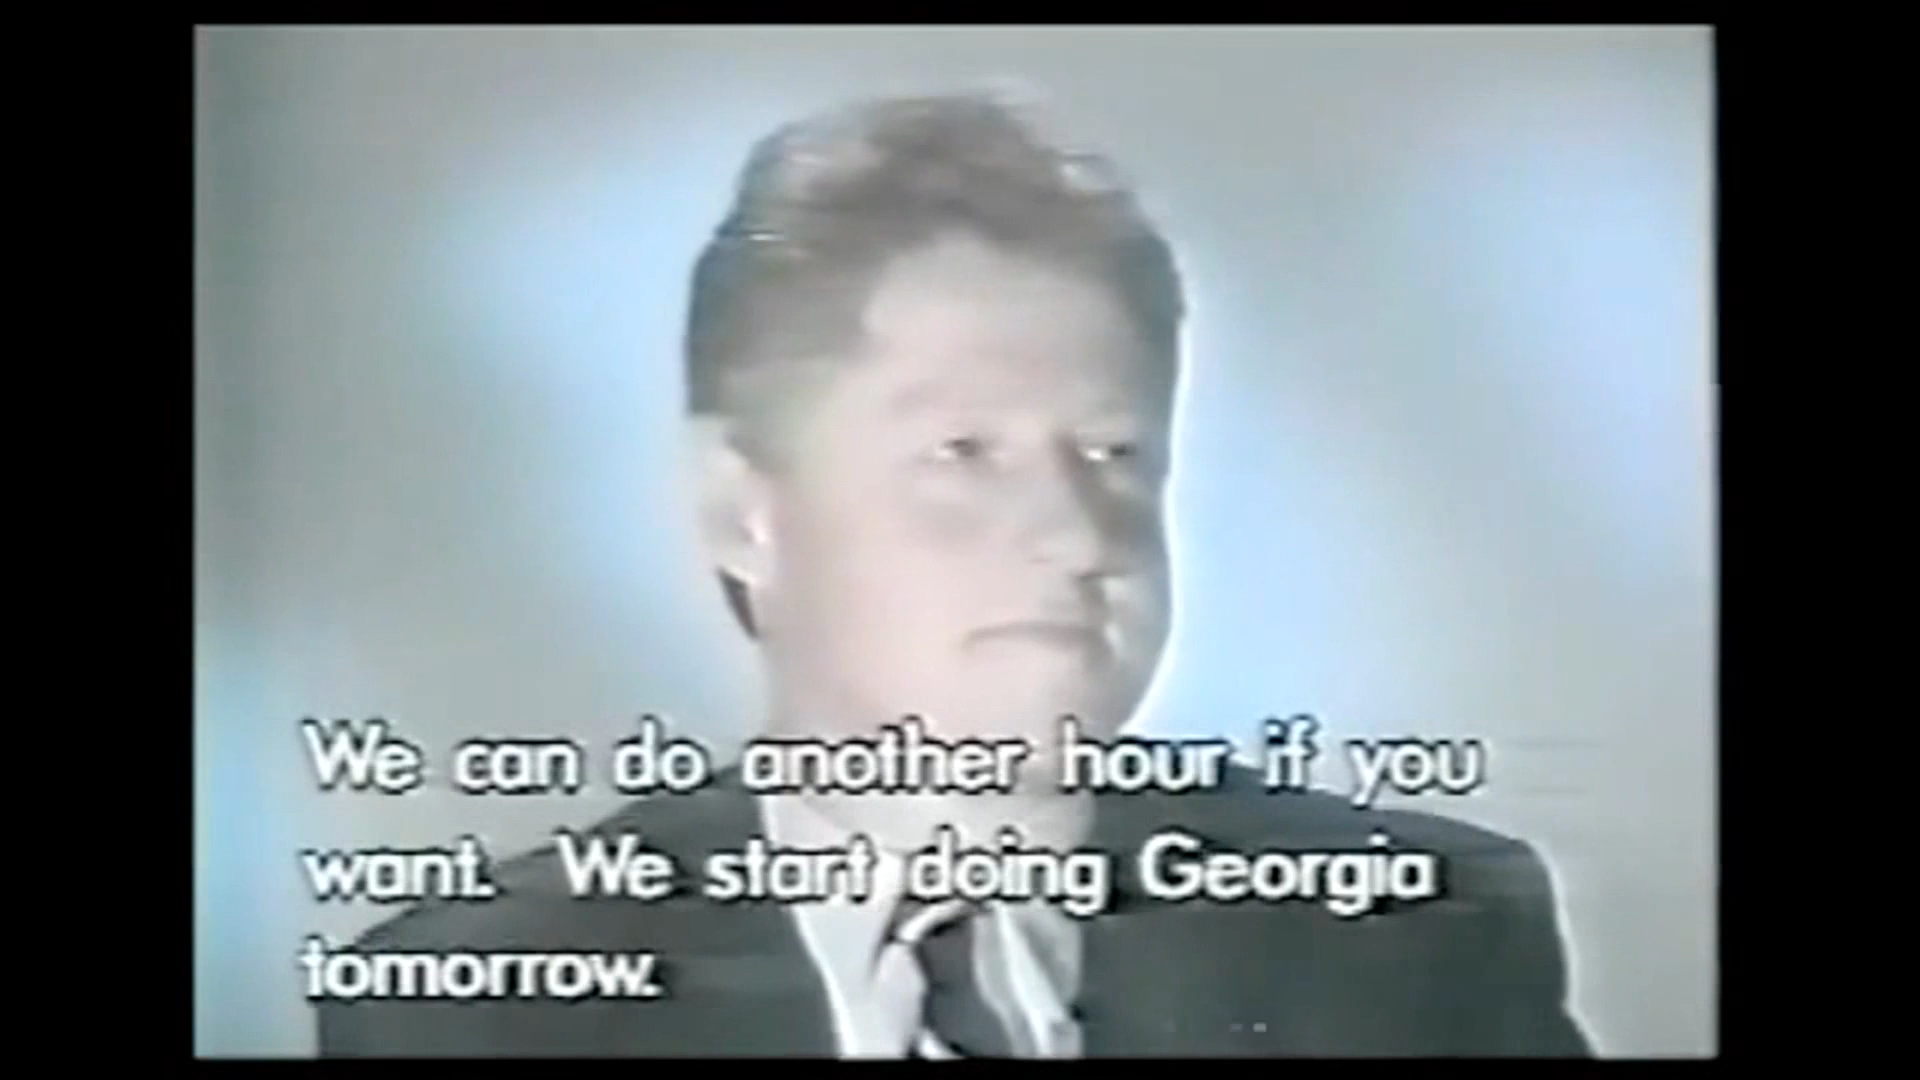 We can do another hour if you
want. We start doing Georgia
tomorrow.